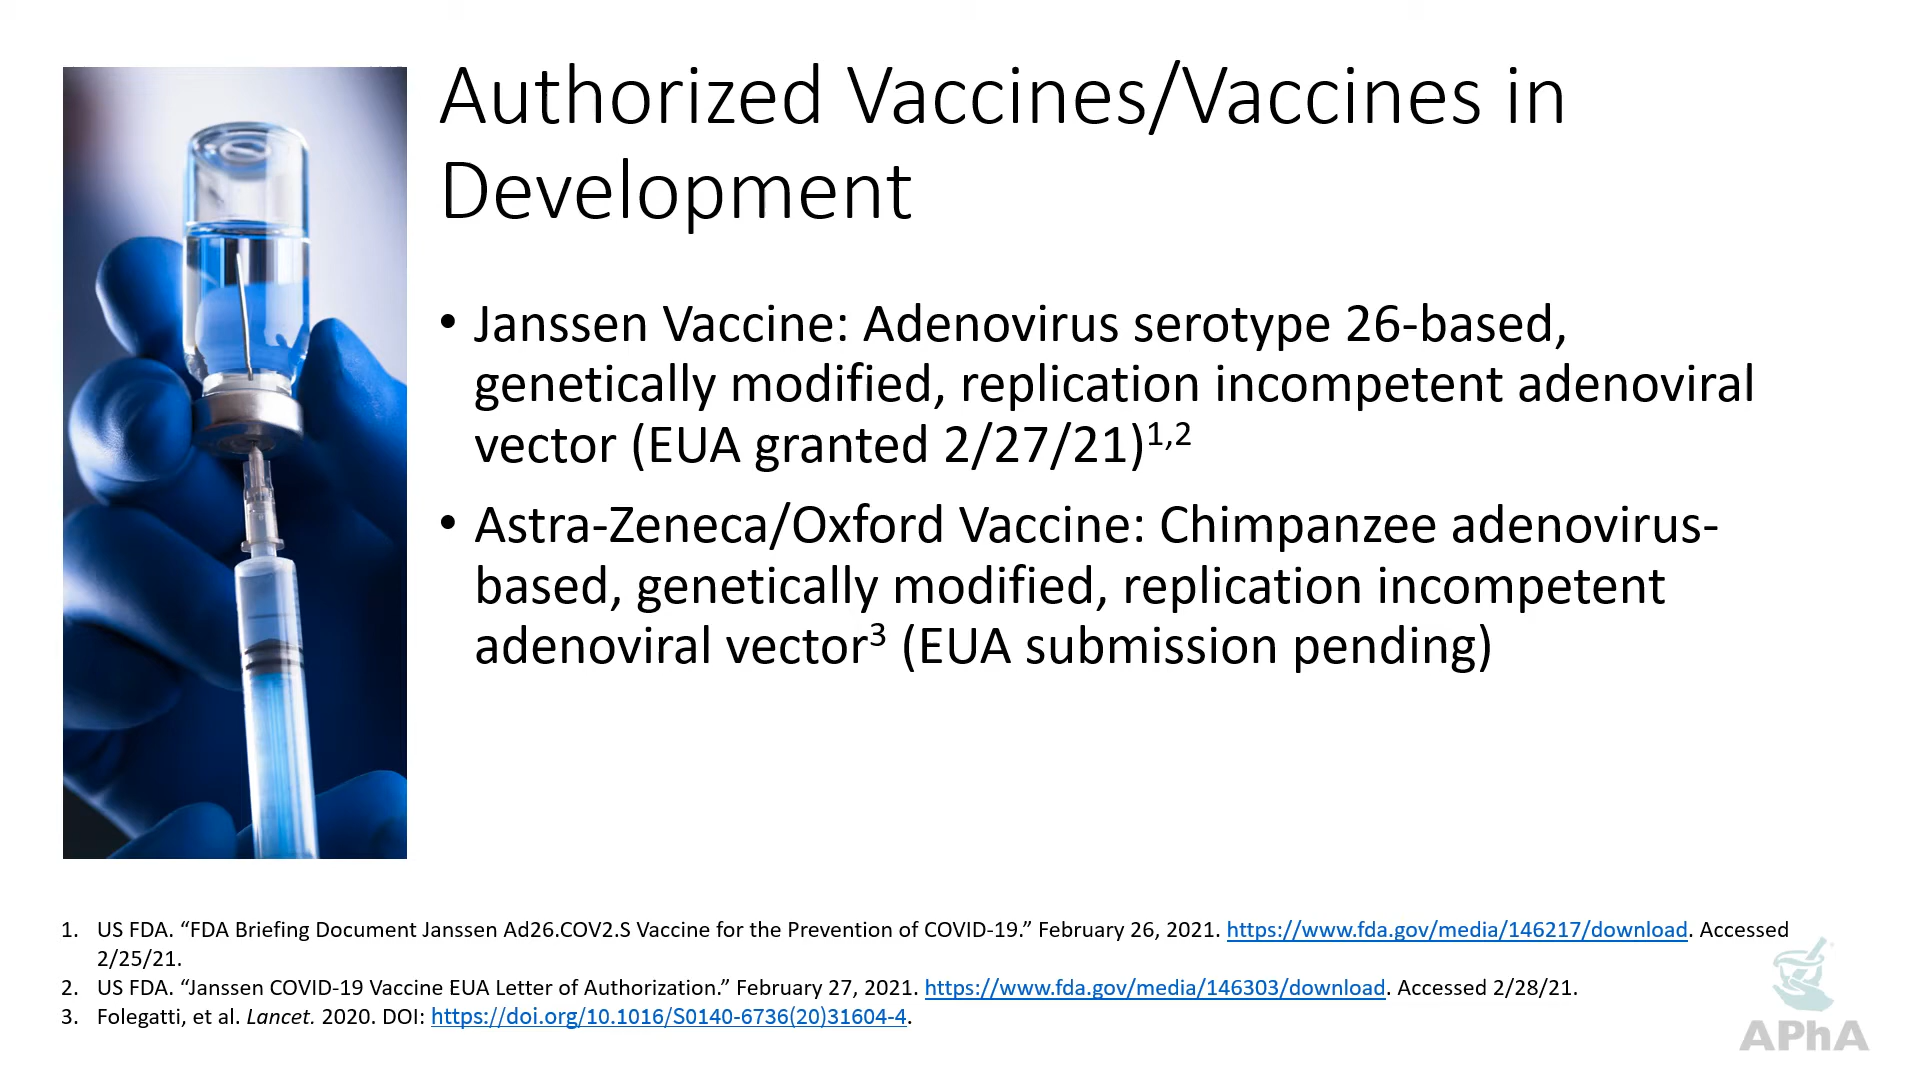 Authorized Vaccines/Vaccines in
Development
• Janssen Vaccine: Adenovirus serotype 26-based,
genetically modified, replication incompetent adenoviral
vector (EUA granted 2/27/21)1,2
• Astra-Zeneca/Oxford Vaccine: Chimpanzee adenovirus-
based, genetically modified, replication incompetent
adenoviral vector3 (EUA submission pending)
1. US FDA. “FDA Briefing Document Janssen Ad26.COV2.S Vaccine for the Prevention of COVID-19.” February 26, 2021. https://www.fda.gov/media/146217/download. Accessed
2/25/21.
2. US FDA. “Janssen COVID-19 Vaccine EUA Letter of Authorization.” February 27, 2021. https://www.fda.gov/media/146303/download. Accessed 2/28/21.
3. Folegatti, et al. Lancet. 2020. DOI: https://doi.org/10.1016/S0140-6736(20)31604-4.
APhA